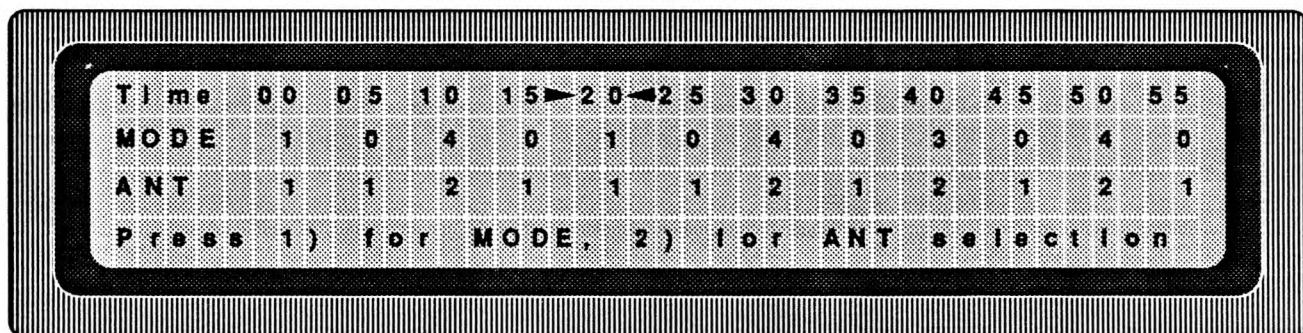 Time 00 05 10 15►20◄25 30 35 40 45 50 55
MODE 1 0 4 0 1 0 4 0 3 0 4 0
ANT 1 1 2 1 1 1 2 1 2 1 2 1
Press 1) for MODE, 2) for ANT selection